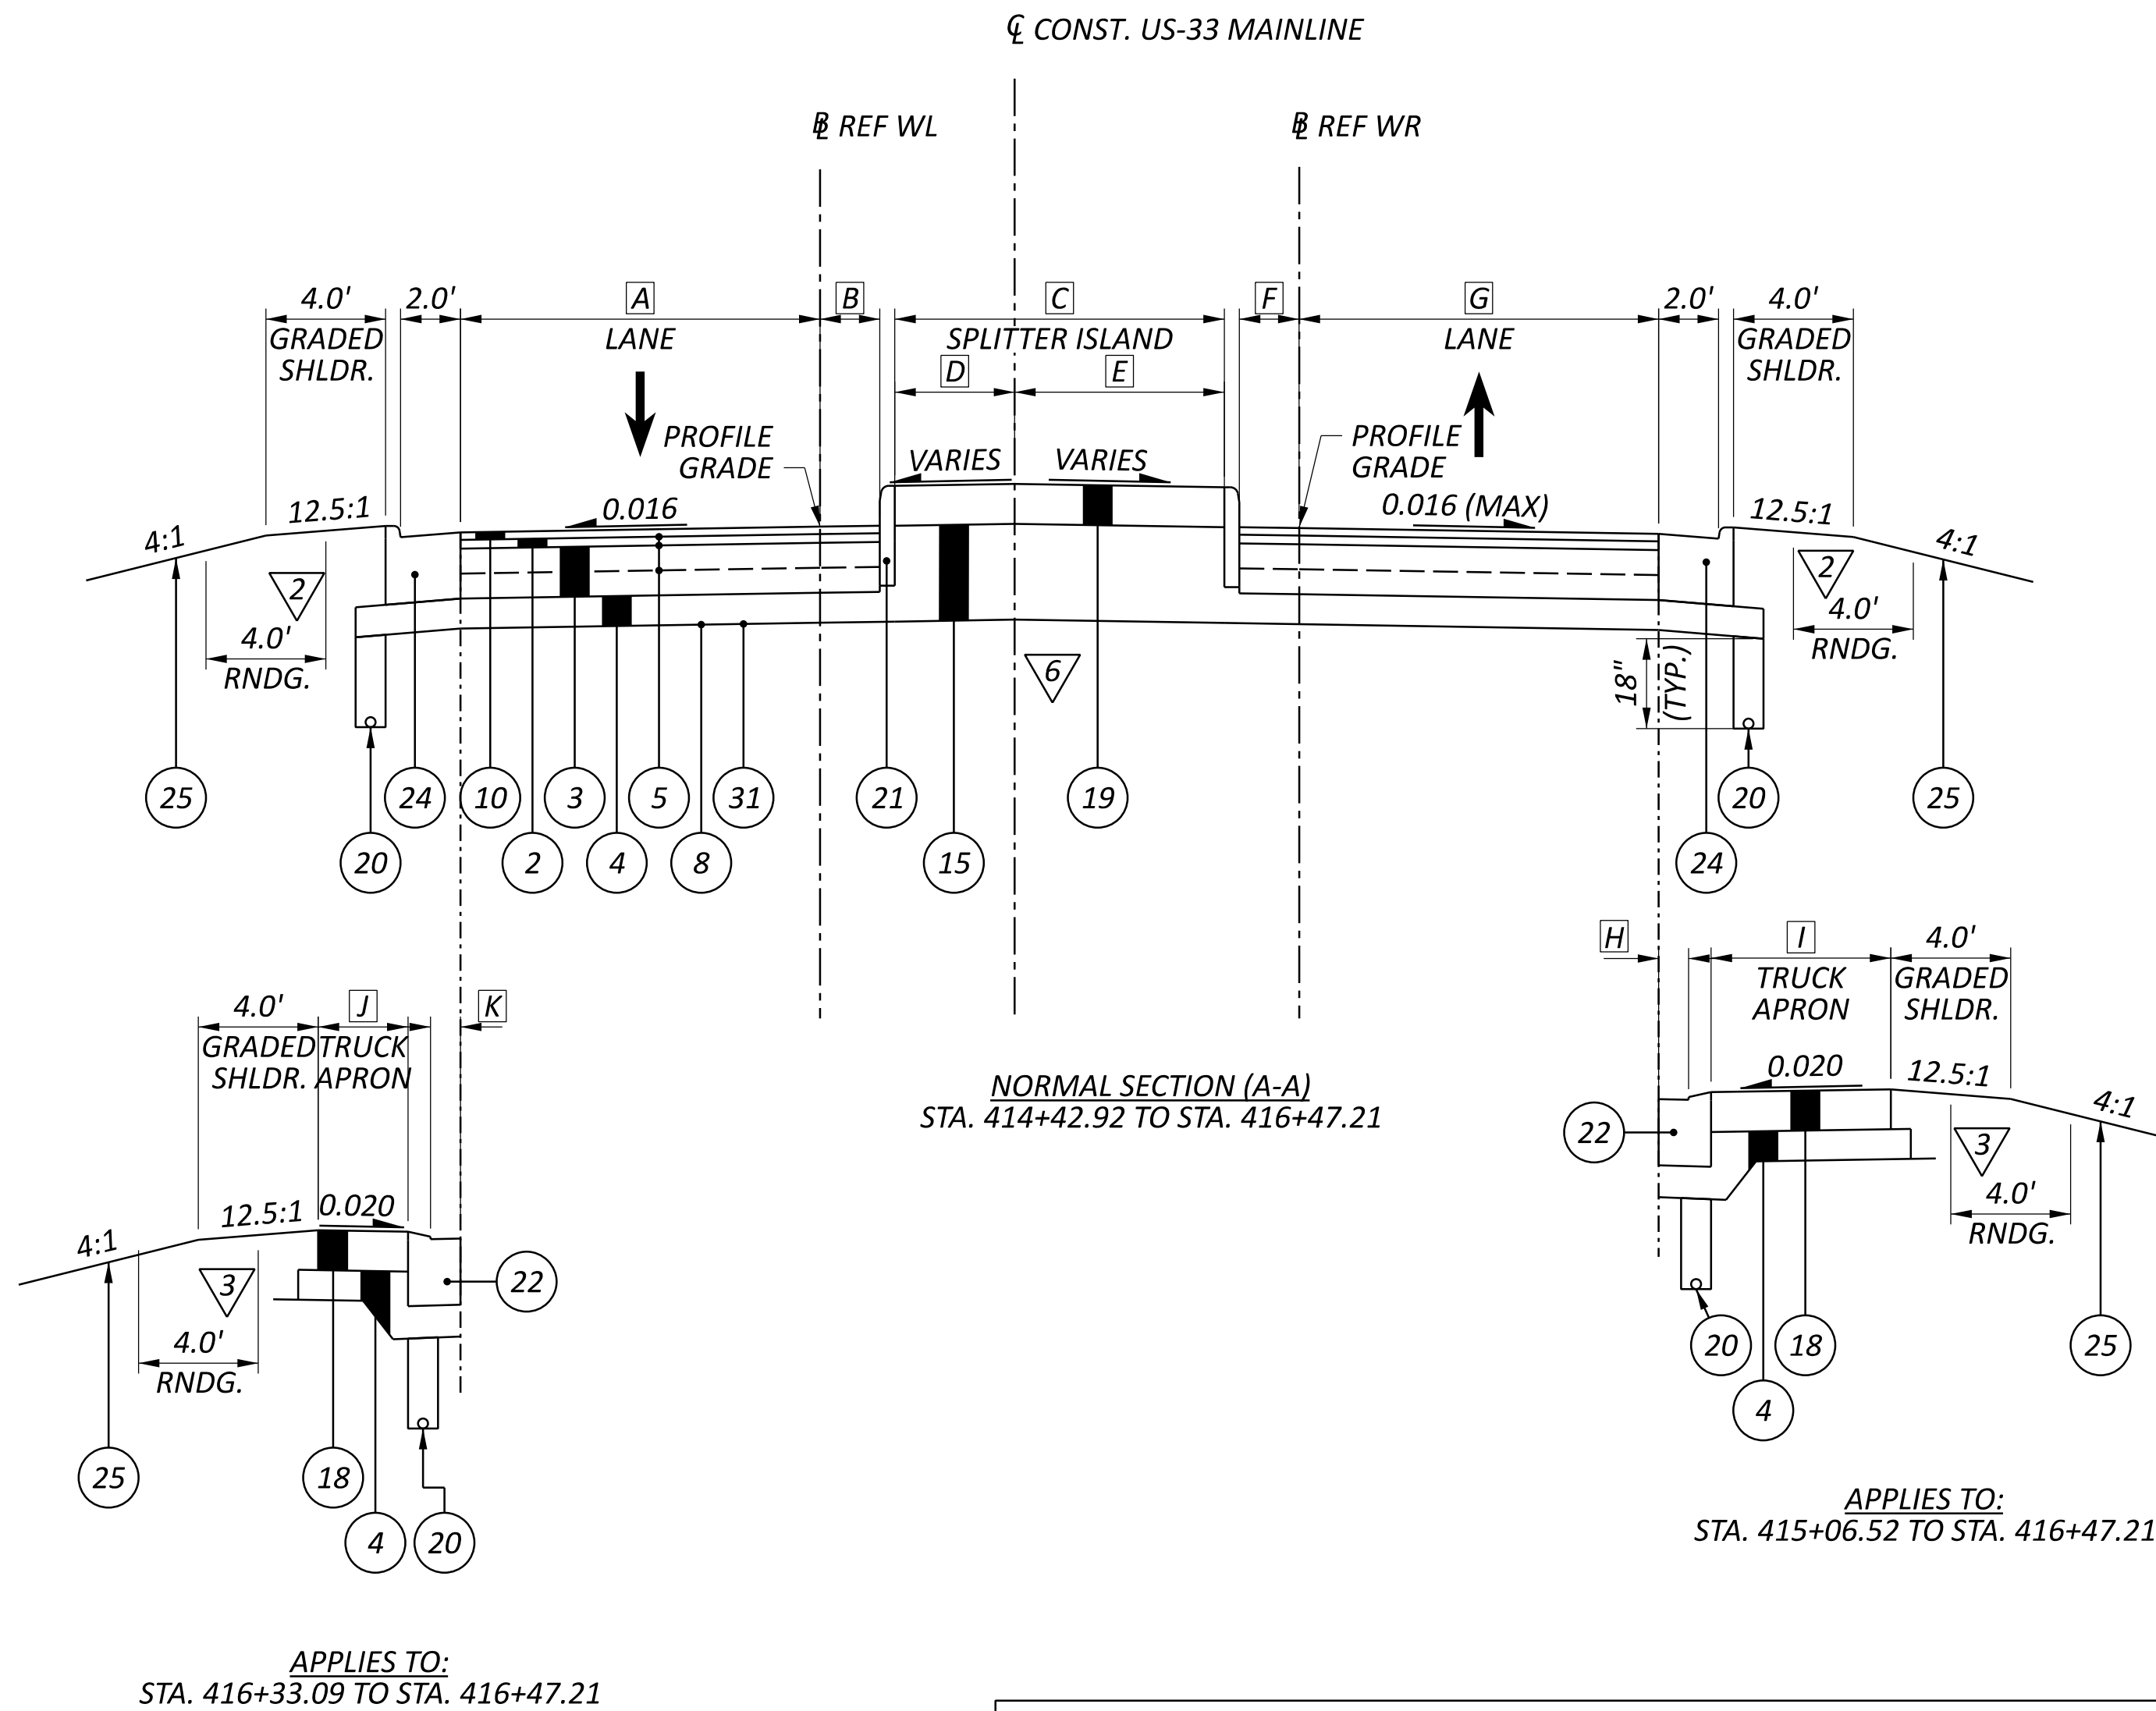 ℄ CONST. US-33 MAINLINE
BL REF WL
BL REF WR
4.0' 2.0' A B C F G 2.0' 4.0'
GRADED SHLDR.
LANE
SPLITTER ISLAND
LANE
GRADED SHLDR.
D E
PROFILE GRADE
VARIES VARIES
PROFILE GRADE
4:1 12.5:1 0.016 0.016 (MAX) 12.5:1 4:1
2
4.0'
RNDG.
6
18" (TYP.)
2
4.0'
RNDG.
25 24 10 3 5 31 21 19 20 25
20 2 4 8 15 24
H I 4.0'
TRUCK APRON
GRADED SHLDR.
4.0' J K
GRADED SHLDR.
TRUCK APRON
NORMAL SECTION (A-A)
STA. 414+42.92 TO STA. 416+47.21
0.020 12.5:1 4:1
22
3
4.0'
RNDG.
20 18 25
4
4:1 12.5:1 0.020
22
3
4.0'
RNDG.
25 18
4 20
APPLIES TO:
STA. 415+06.52 TO STA. 416+47.21
APPLIES TO:
STA. 416+33.09 TO STA. 416+47.21